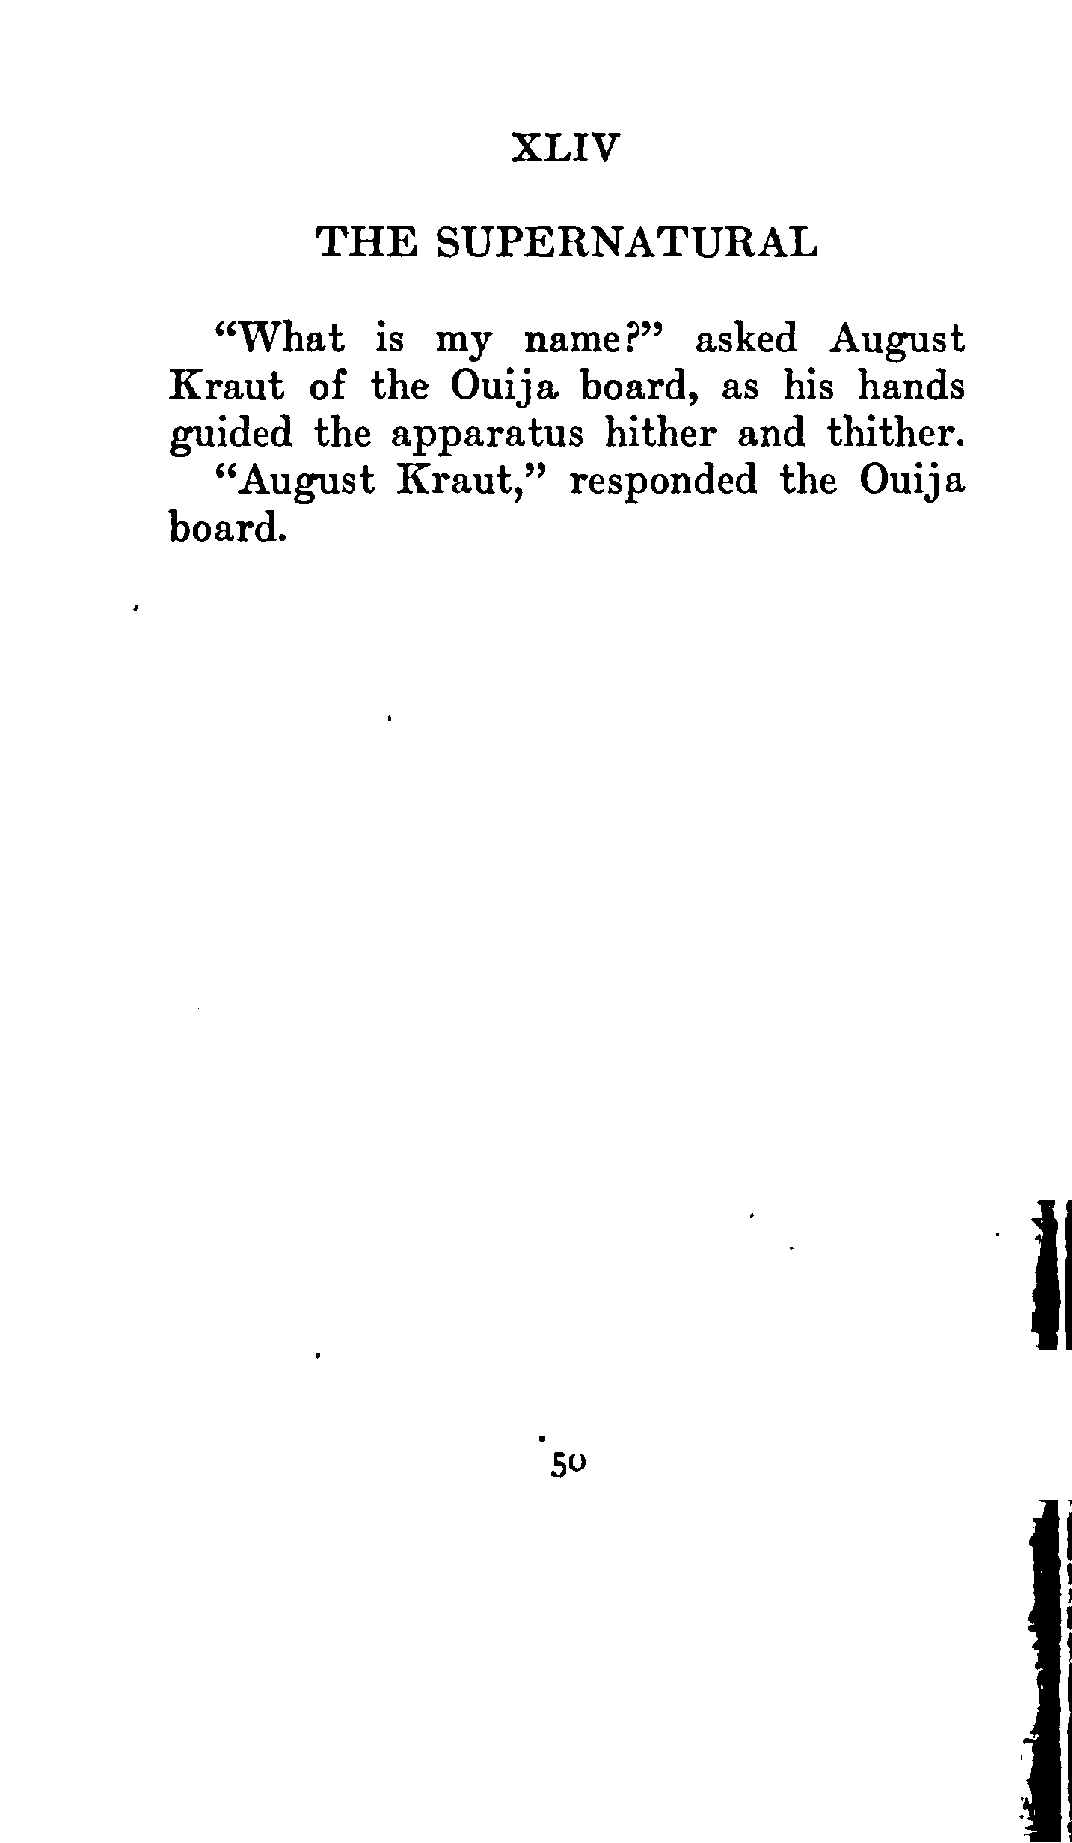 XLIV
THE SUPERNATURAL
“What is my name?” asked August
Kraut of the Ouija board, as his hands
guided the apparatus hither and thither.
“August Kraut,” responded the Ouija
board.
50